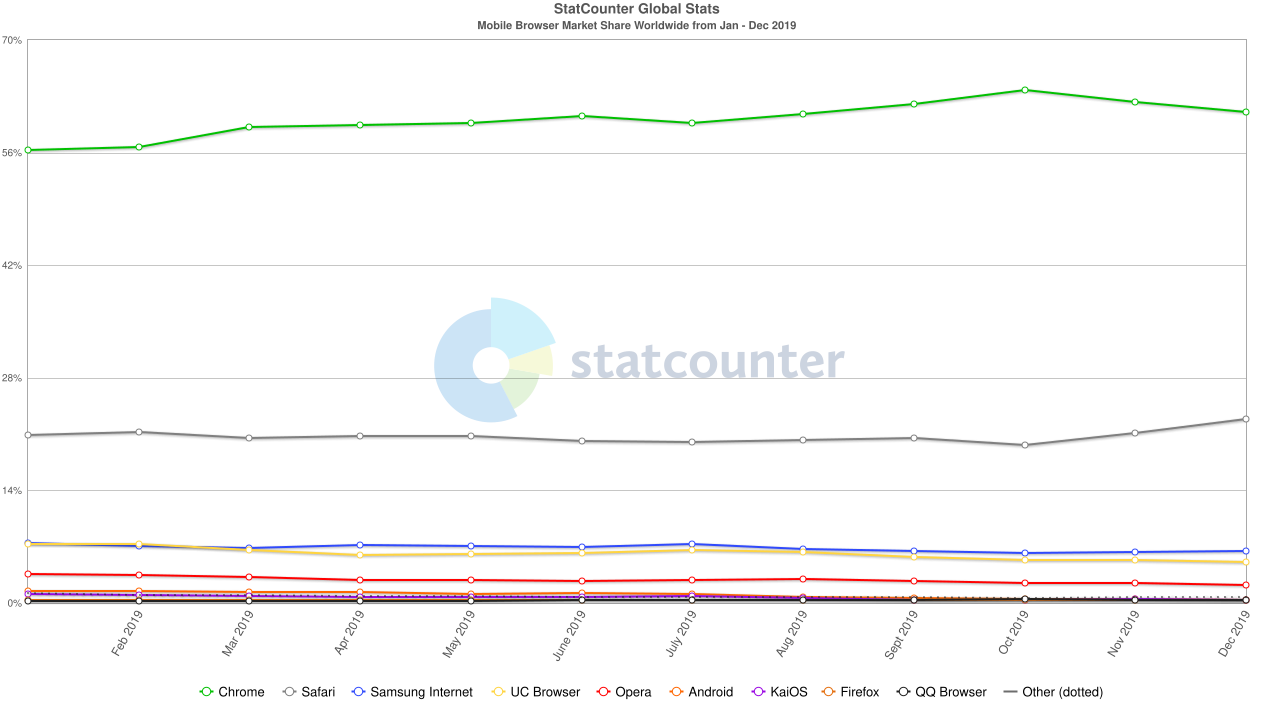 StatCounter Global Stats
Mobile Browser Market Share Worldwide from Jan - Dec 2019
70%
56%
42%
28%
14%
0%
statcounter
Feb 2019 Mar 2019 Apr 2019 May 2019 June 2019 July 2019 Aug 2019 Sept 2019 Oct 2019 Nov 2019 Dec 2019
Chrome Safari Samsung Internet UC Browser Opera Android KaiOS Firefox QQ Browser Other (dotted)